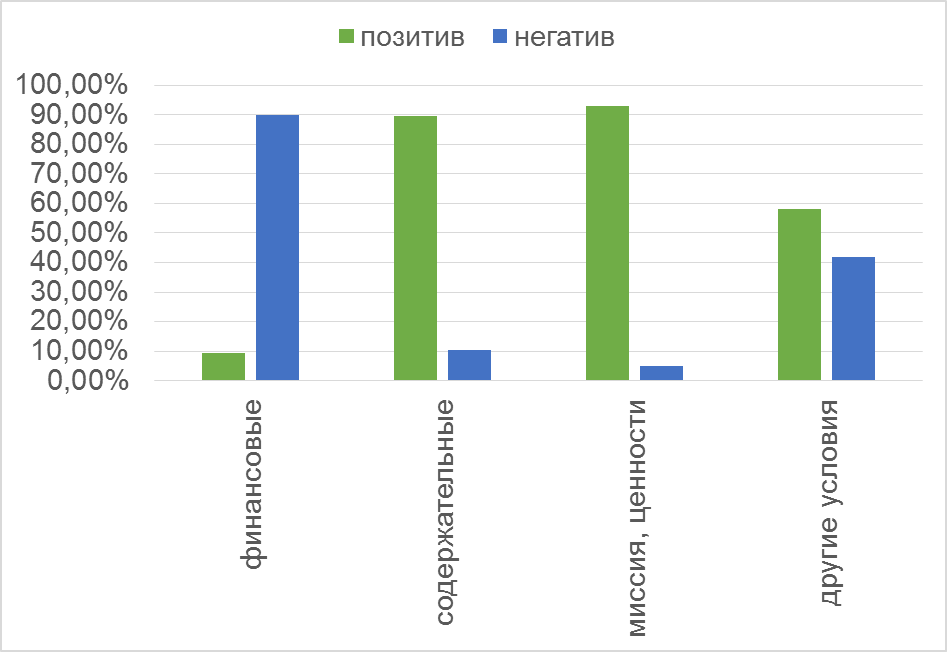 позитив негатив
100,00%
90,00%
80,00%
70,00%
60,00%
50,00%
40,00%
30,00%
20,00%
10,00%
0,00%
финансовые
содержательные
миссия, ценности
другие условия